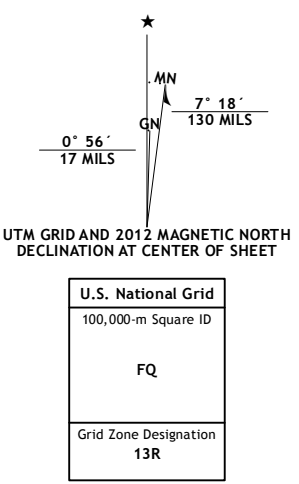 ★
MN
7° 18´
130 MILS
GN
0° 56´
17 MILS
UTM GRID AND 2012 MAGNETIC NORTH
DECLINATION AT CENTER OF SHEET
U.S. National Grid
100,000-m Square ID
FQ
Grid Zone Designation
13R